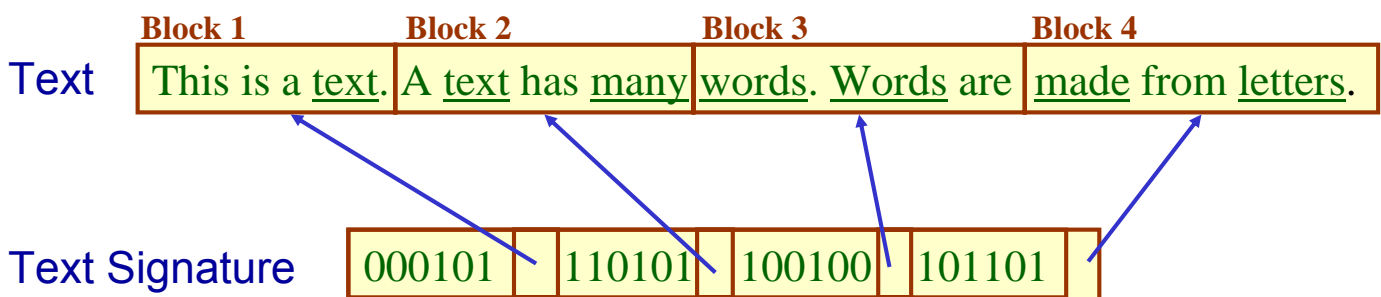 Block 1 Block 2 Block 3 Block 4
Text This is a text. A text has many words. Words are made from letters.
Text Signature 000101 110101 100100 101101